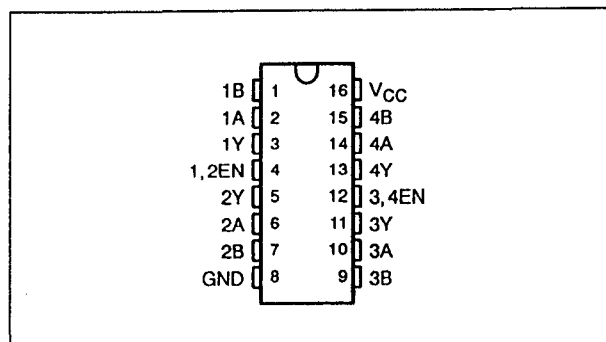 1B 1 16 VCC
1A 2 15 4B
1Y 3 14 4A
1,2EN 4 13 4Y
2Y 5 12 3,4EN
2A 6 11 3Y
2B 7 10 3A
GND 8 9 3B